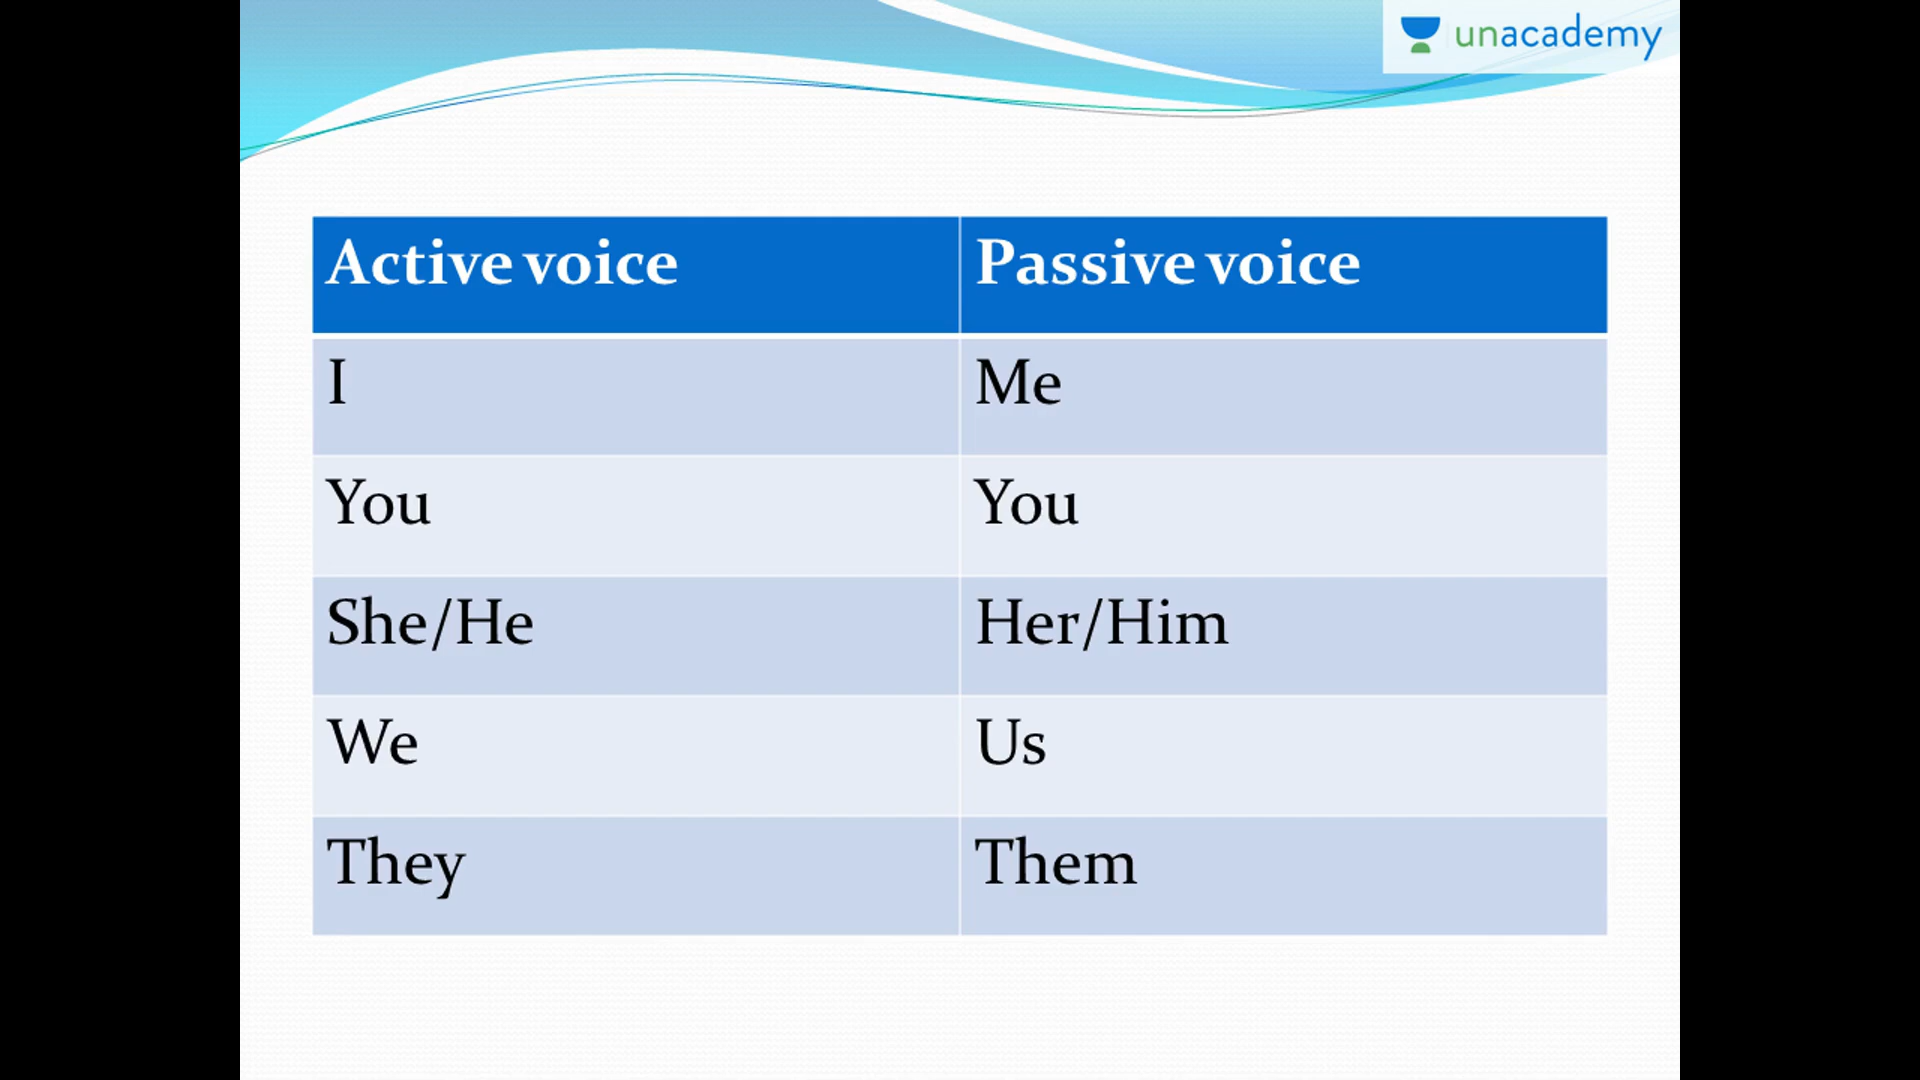 unacademy
Active voice Passive voice
I Me
You You
She/He Her/Him
We Us
They Them